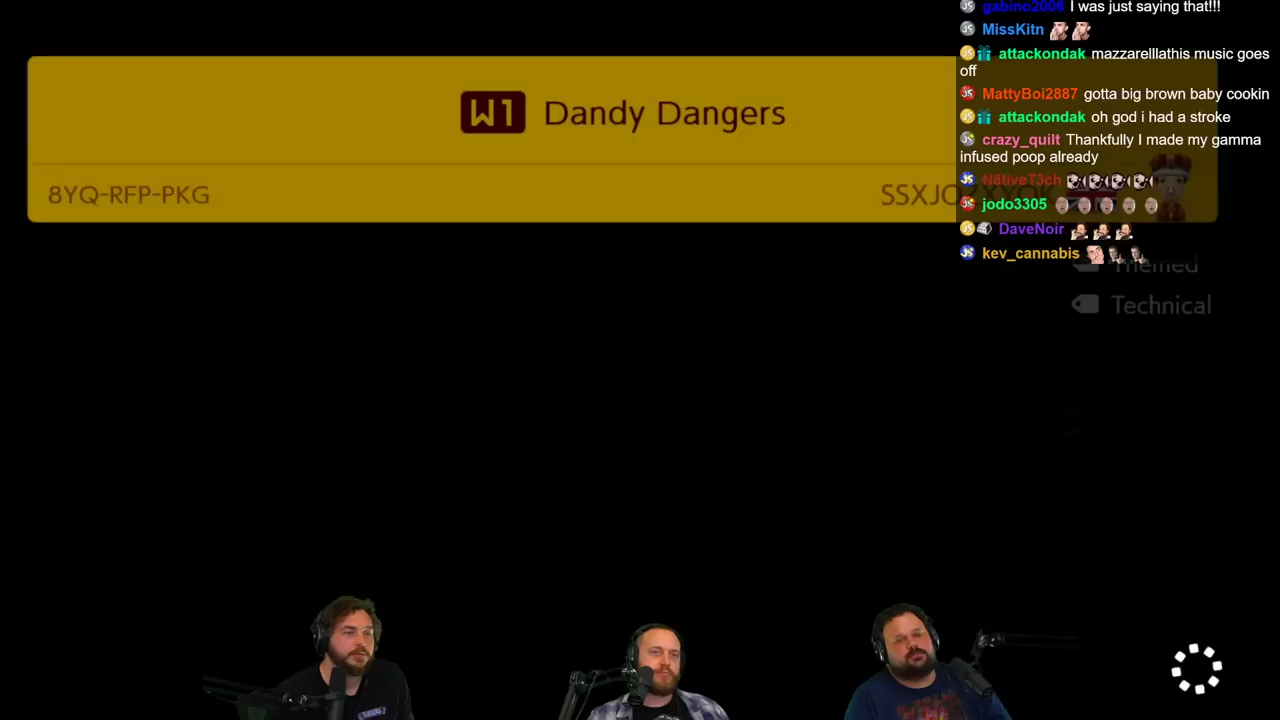 gabino2006 I was just saying that!!!
MissKitn
attackondak mazzarelllathis music goes
off
MattyBoi2887 gotta big brown baby cookin
attackondak oh god i had a stroke
crazy_quilt Thankfully I made my gamma
infused poop already
N8tiveT3ch
jodo3305
DaveNoir
kev_cannabis
W1 Dandy Dangers
8YQ-RFP-PKG
Themed
Technical